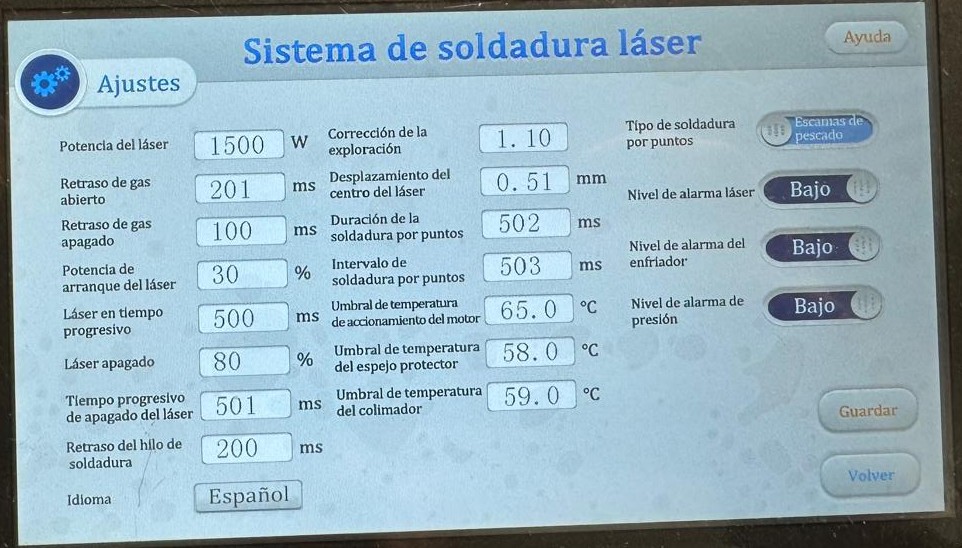 Sistema de soldadura láser
Ayuda
Ajustes
Potencia del láser 1500 W
Retraso de gas
abierto 201 ms
Retraso de gas
apagado 100 ms
Potencia de
arranque del láser 30 %
Láser en tiempo
progresivo 500 ms
Láser apagado 80 %
Tiempo progresivo
de apagado del láser 501 ms
Retraso del hilo de
soldadura 200 ms
Idioma Español
Corrección de la
exploración 1.10
Desplazamiento del
centro del láser 0.51 mm
Duración de la
soldadura por puntos 502 ms
Intervalo de
soldadura por puntos 503 ms
Umbral de temperatura
de accionamiento del motor 65.0 °C
Umbral de temperatura
del espejo protector 58.0 °C
Umbral de temperatura
del colimador 59.0 °C
Tipo de soldadura
por puntos
Escamas de
pescado
Nivel de alarma láser Bajo
Nivel de alarma del
enfriador Bajo
Nivel de alarma de
presión Bajo
Guardar
Volver